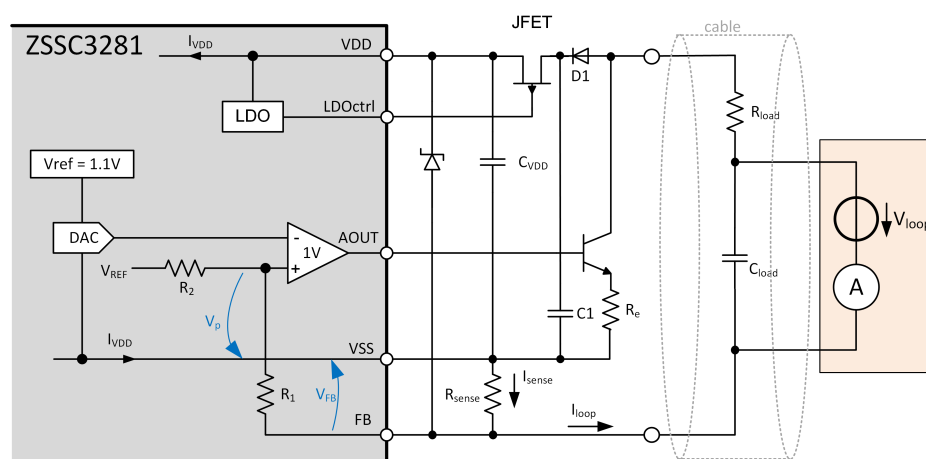 JFET
cable
ZSSC3281
I_VDD
VDD
D1
LDOctrl
LDO
R_load
Vref = 1.1V
C_VDD
V_loop
DAC
-
1V
AOUT
V_REF
+
R_2
C_load
A
V_p
C1
R_e
I_VDD
VSS
I_sense
R_1
V_FB
R_sense
I_loop
FB